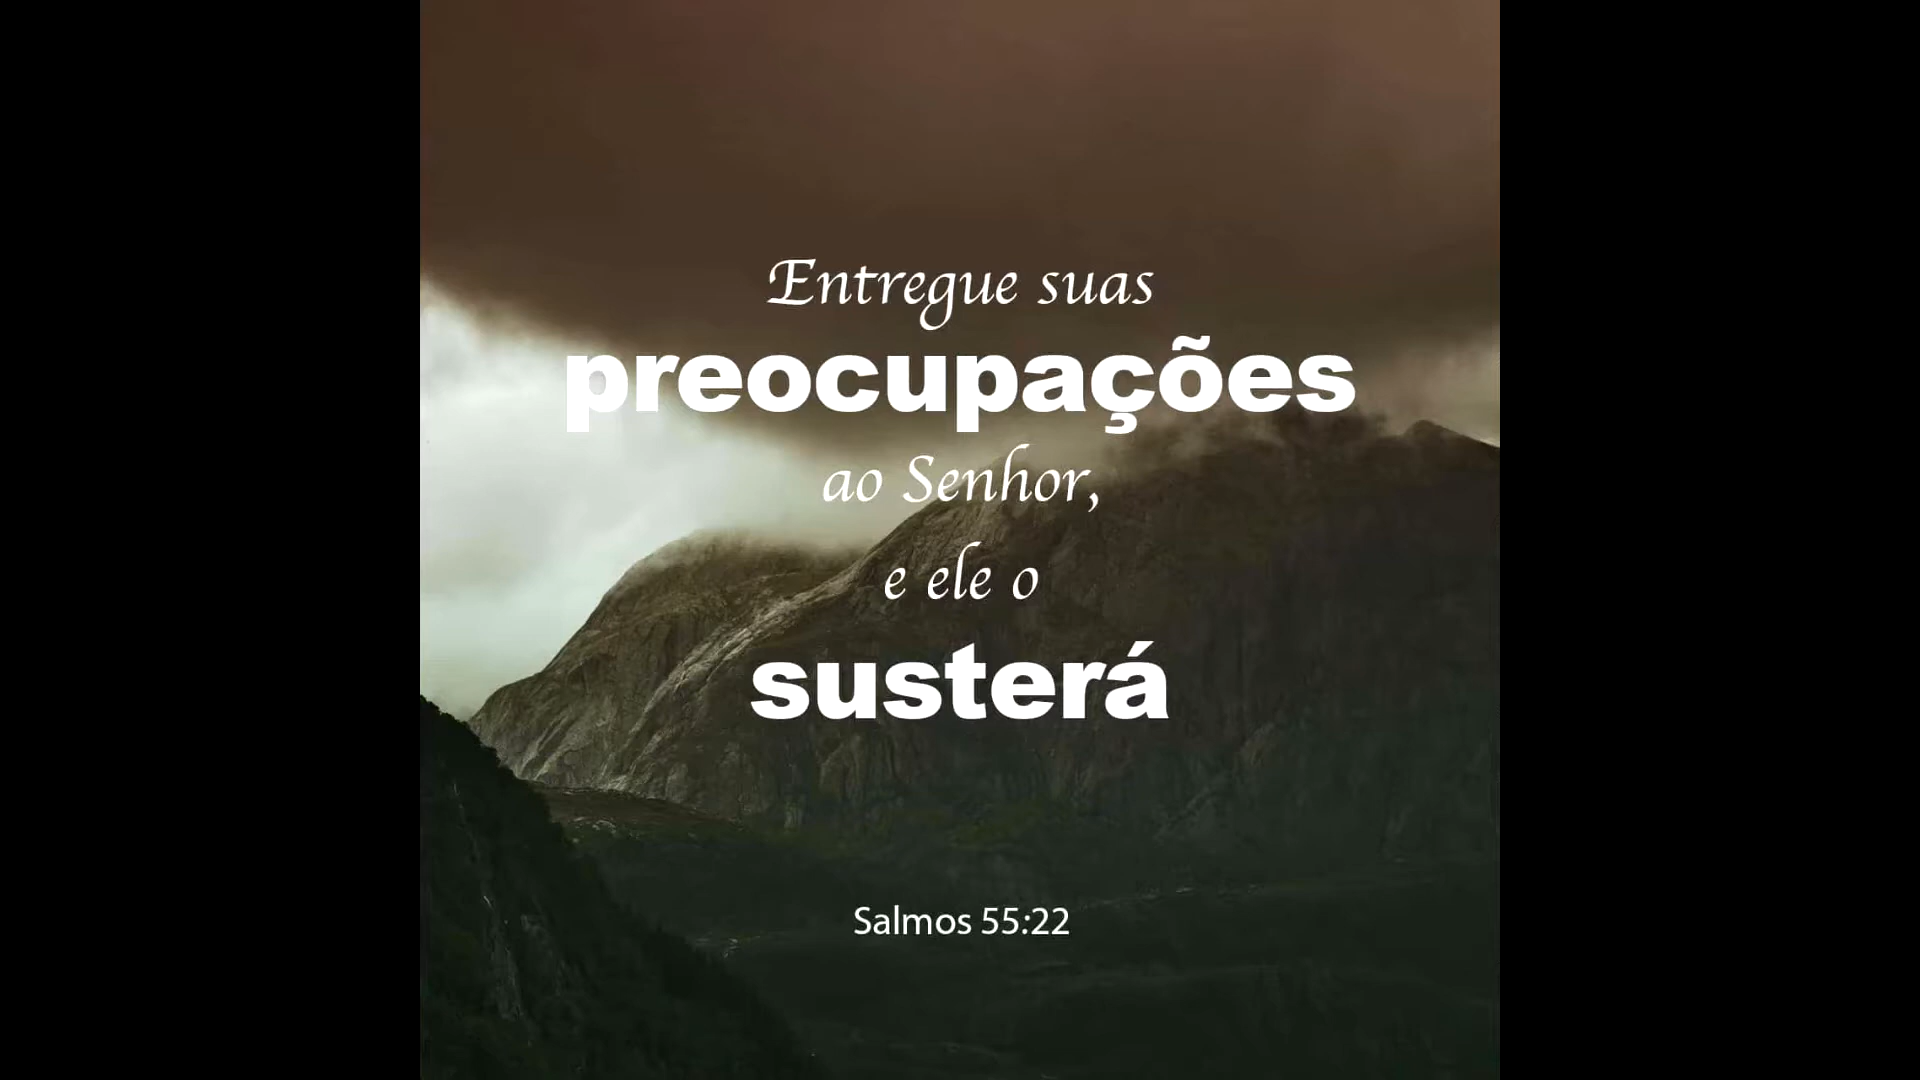 Entregue suas
preocupações
ao Senhor,
e ele o
susterá
Salmos 55:22